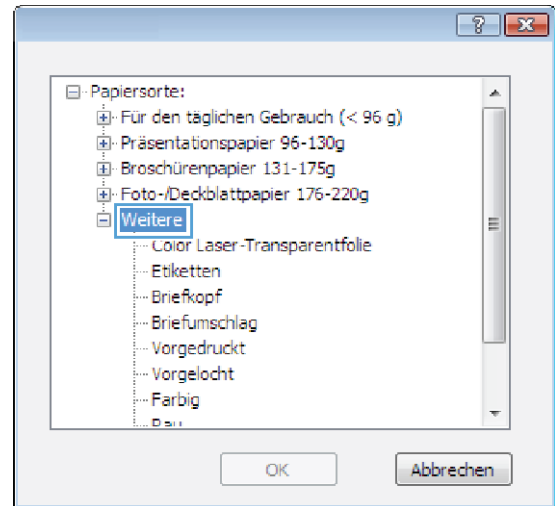 Papiersorte:
Für den täglichen Gebrauch (< 96 g)
Präsentationspapier 96-130g
Broschürenpapier 131-175g
Foto-/Deckblattpapier 176-220g
Weitere
Color Laser-Transparentfolie
Etiketten
Briefkopf
Briefumschlag
Vorgedruckt
Vorgelocht
Farbig
OK Abbrechen